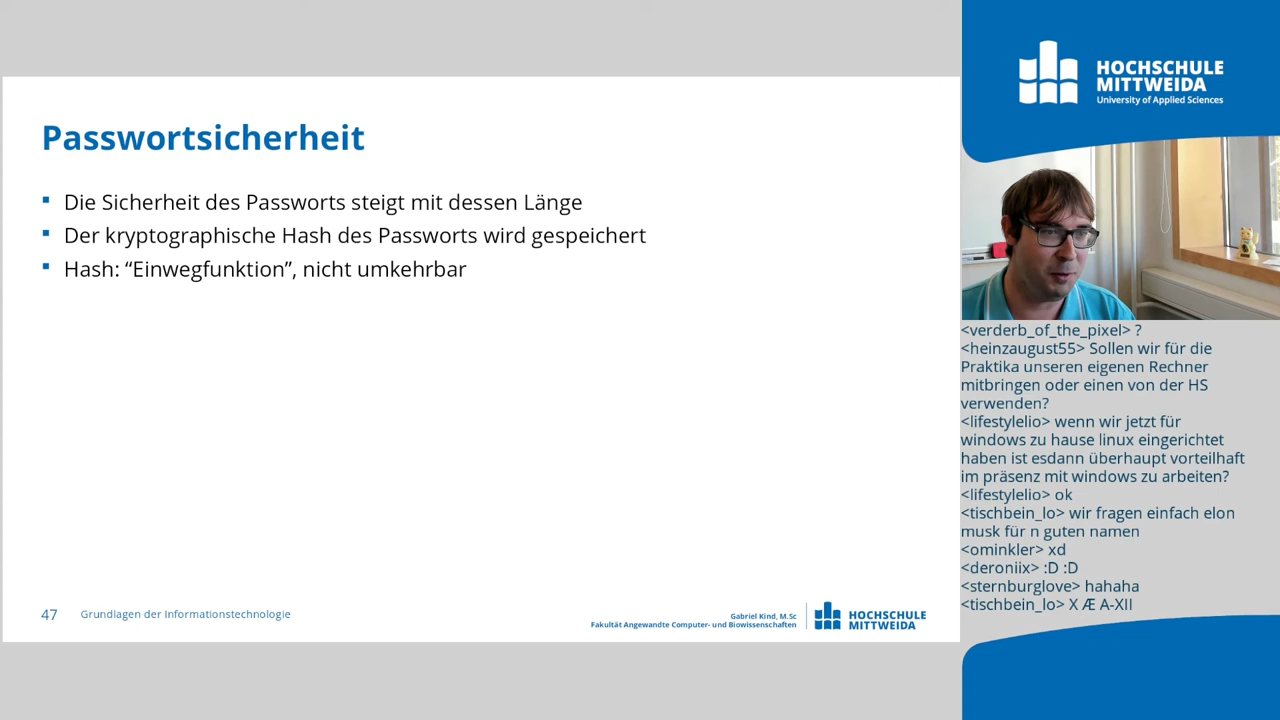 Passwortsicherheit
Die Sicherheit des Passworts steigt mit dessen Länge
Der kryptographische Hash des Passworts wird gespeichert
Hash: “Einwegfunktion”, nicht umkehrbar
47 Grundlagen der Informationstechnologie
Gabriel Kind, M.Sc
Fakultät Angewandte Computer- und Biowissenschaften
HOCHSCHULE
MITTWEIDA
HOCHSCHULE
MITTWEIDA
University of Applied Sciences
<verderb_of_the_pixel> ?
<heinzaugust55> Sollen wir für die
Praktika unseren eigenen Rechner
mitbringen oder einen von der HS
verwenden?
<lifestylelio> wenn wir jetzt für
windows zu hause linux eingerichtet
haben ist esdann überhaupt vorteilhaft
im präsenz mit windows zu arbeiten?
<lifestylelio> ok
<tischbein_lo> wir fragen einfach elon
musk für n guten namen
<ominkler> xd
<deroniix> :D :D
<sternburglove> hahaha
<tischbein_lo> X Æ A-XII